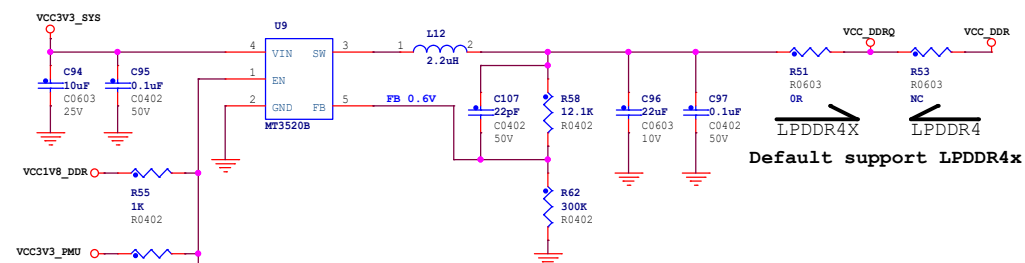 VCC3V3_SYS
U9
L12
VCC_DDRQ
VCC_DDR
4
VIN
SW
3
1
2
2.2uH
C94
10uF
C0603
25V
C95
0.1uF
C0402
50V
1
EN
R51
R0603
0R
R53
R0603
NC
2
GND
FB
5
FB 0.6V
MT3520B
C107
22pF
C0402
50V
R58
12.1K
R0402
C96
22uF
C0603
10V
C97
0.1uF
C0402
50V
LPDDR4X
LPDDR4
Default support LPDDR4x
VCC1V8_DDR
R55
1K
R0402
R62
300K
R0402
VCC3V3_PMU